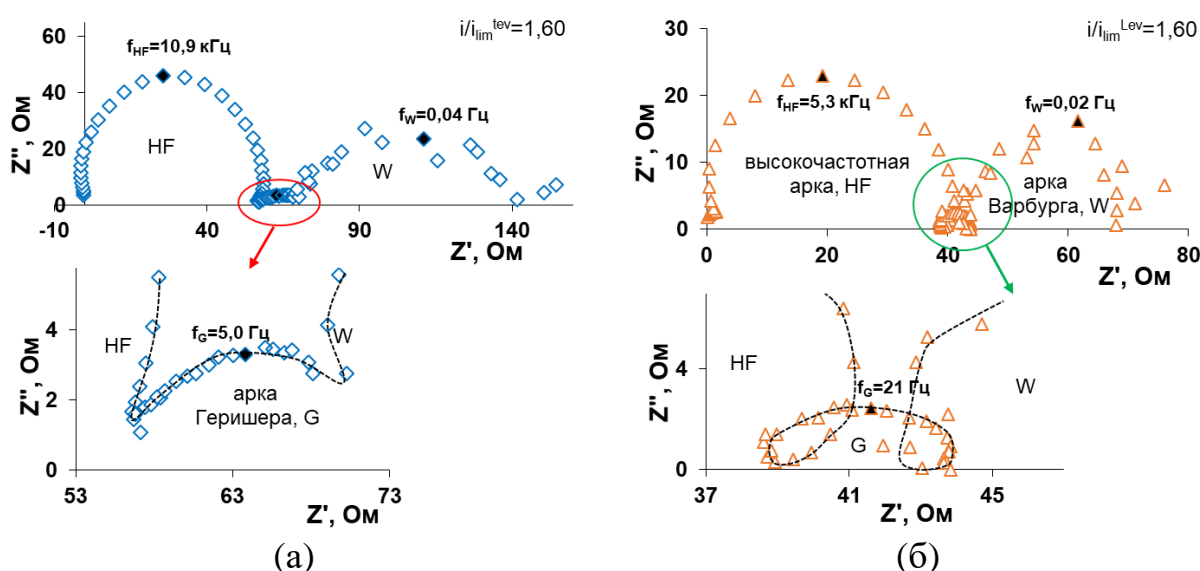 60
40
20
0
Z'', Ом
f_HF=10,9 кГц
i/i_lim^tev=1,60
f_W=0,04 Гц
HF
W
-10
40
90
140
Z', Ом
4
2
0
Z'', Ом
HF
f_G=5,0 Гц
W
арка
Геришера, G
53
63
73
Z', Ом
(а)
30
20
10
0
Z'', Ом
i/i_lim^Lev=1,60
f_HF=5,3 кГц
f_W=0,02 Гц
высокочастотная
арка, HF
арка
Варбурга, W
0
20
40
60
80
Z', Ом
4
0
Z'', Ом
HF
f_G=21 Гц
W
G
37
41
45
Z', Ом
(б)